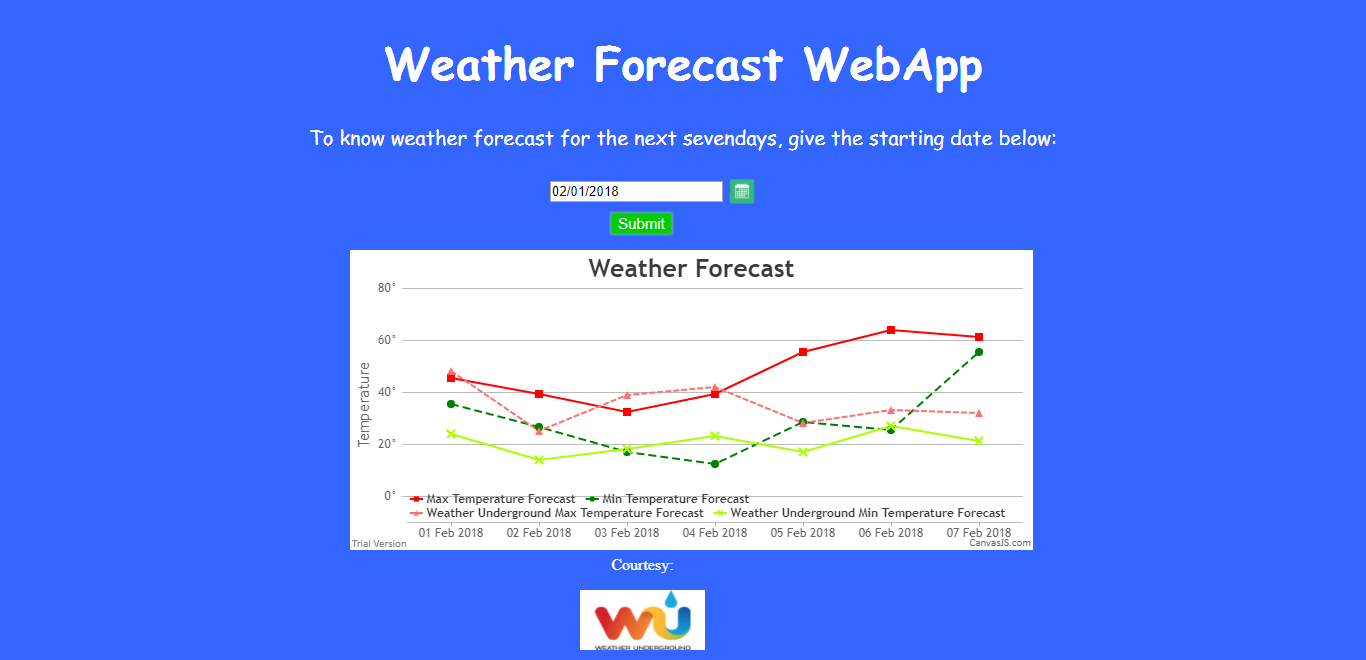 Weather Forecast WebApp
To know weather forecast for the next sevendays, give the starting date below:
02/01/2018
Submit
Weather Forecast
80°
60°
40°
20°
0°
Temperature
Max Temperature Forecast Min Temperature Forecast
Weather Underground Max Temperature Forecast Weather Underground Min Temperature Forecast
01 Feb 2018 02 Feb 2018 03 Feb 2018 04 Feb 2018 05 Feb 2018 06 Feb 2018 07 Feb 2018
Trial Version CanvasJS.com
Courtesy:
WU
WEATHER UNDERGROUND